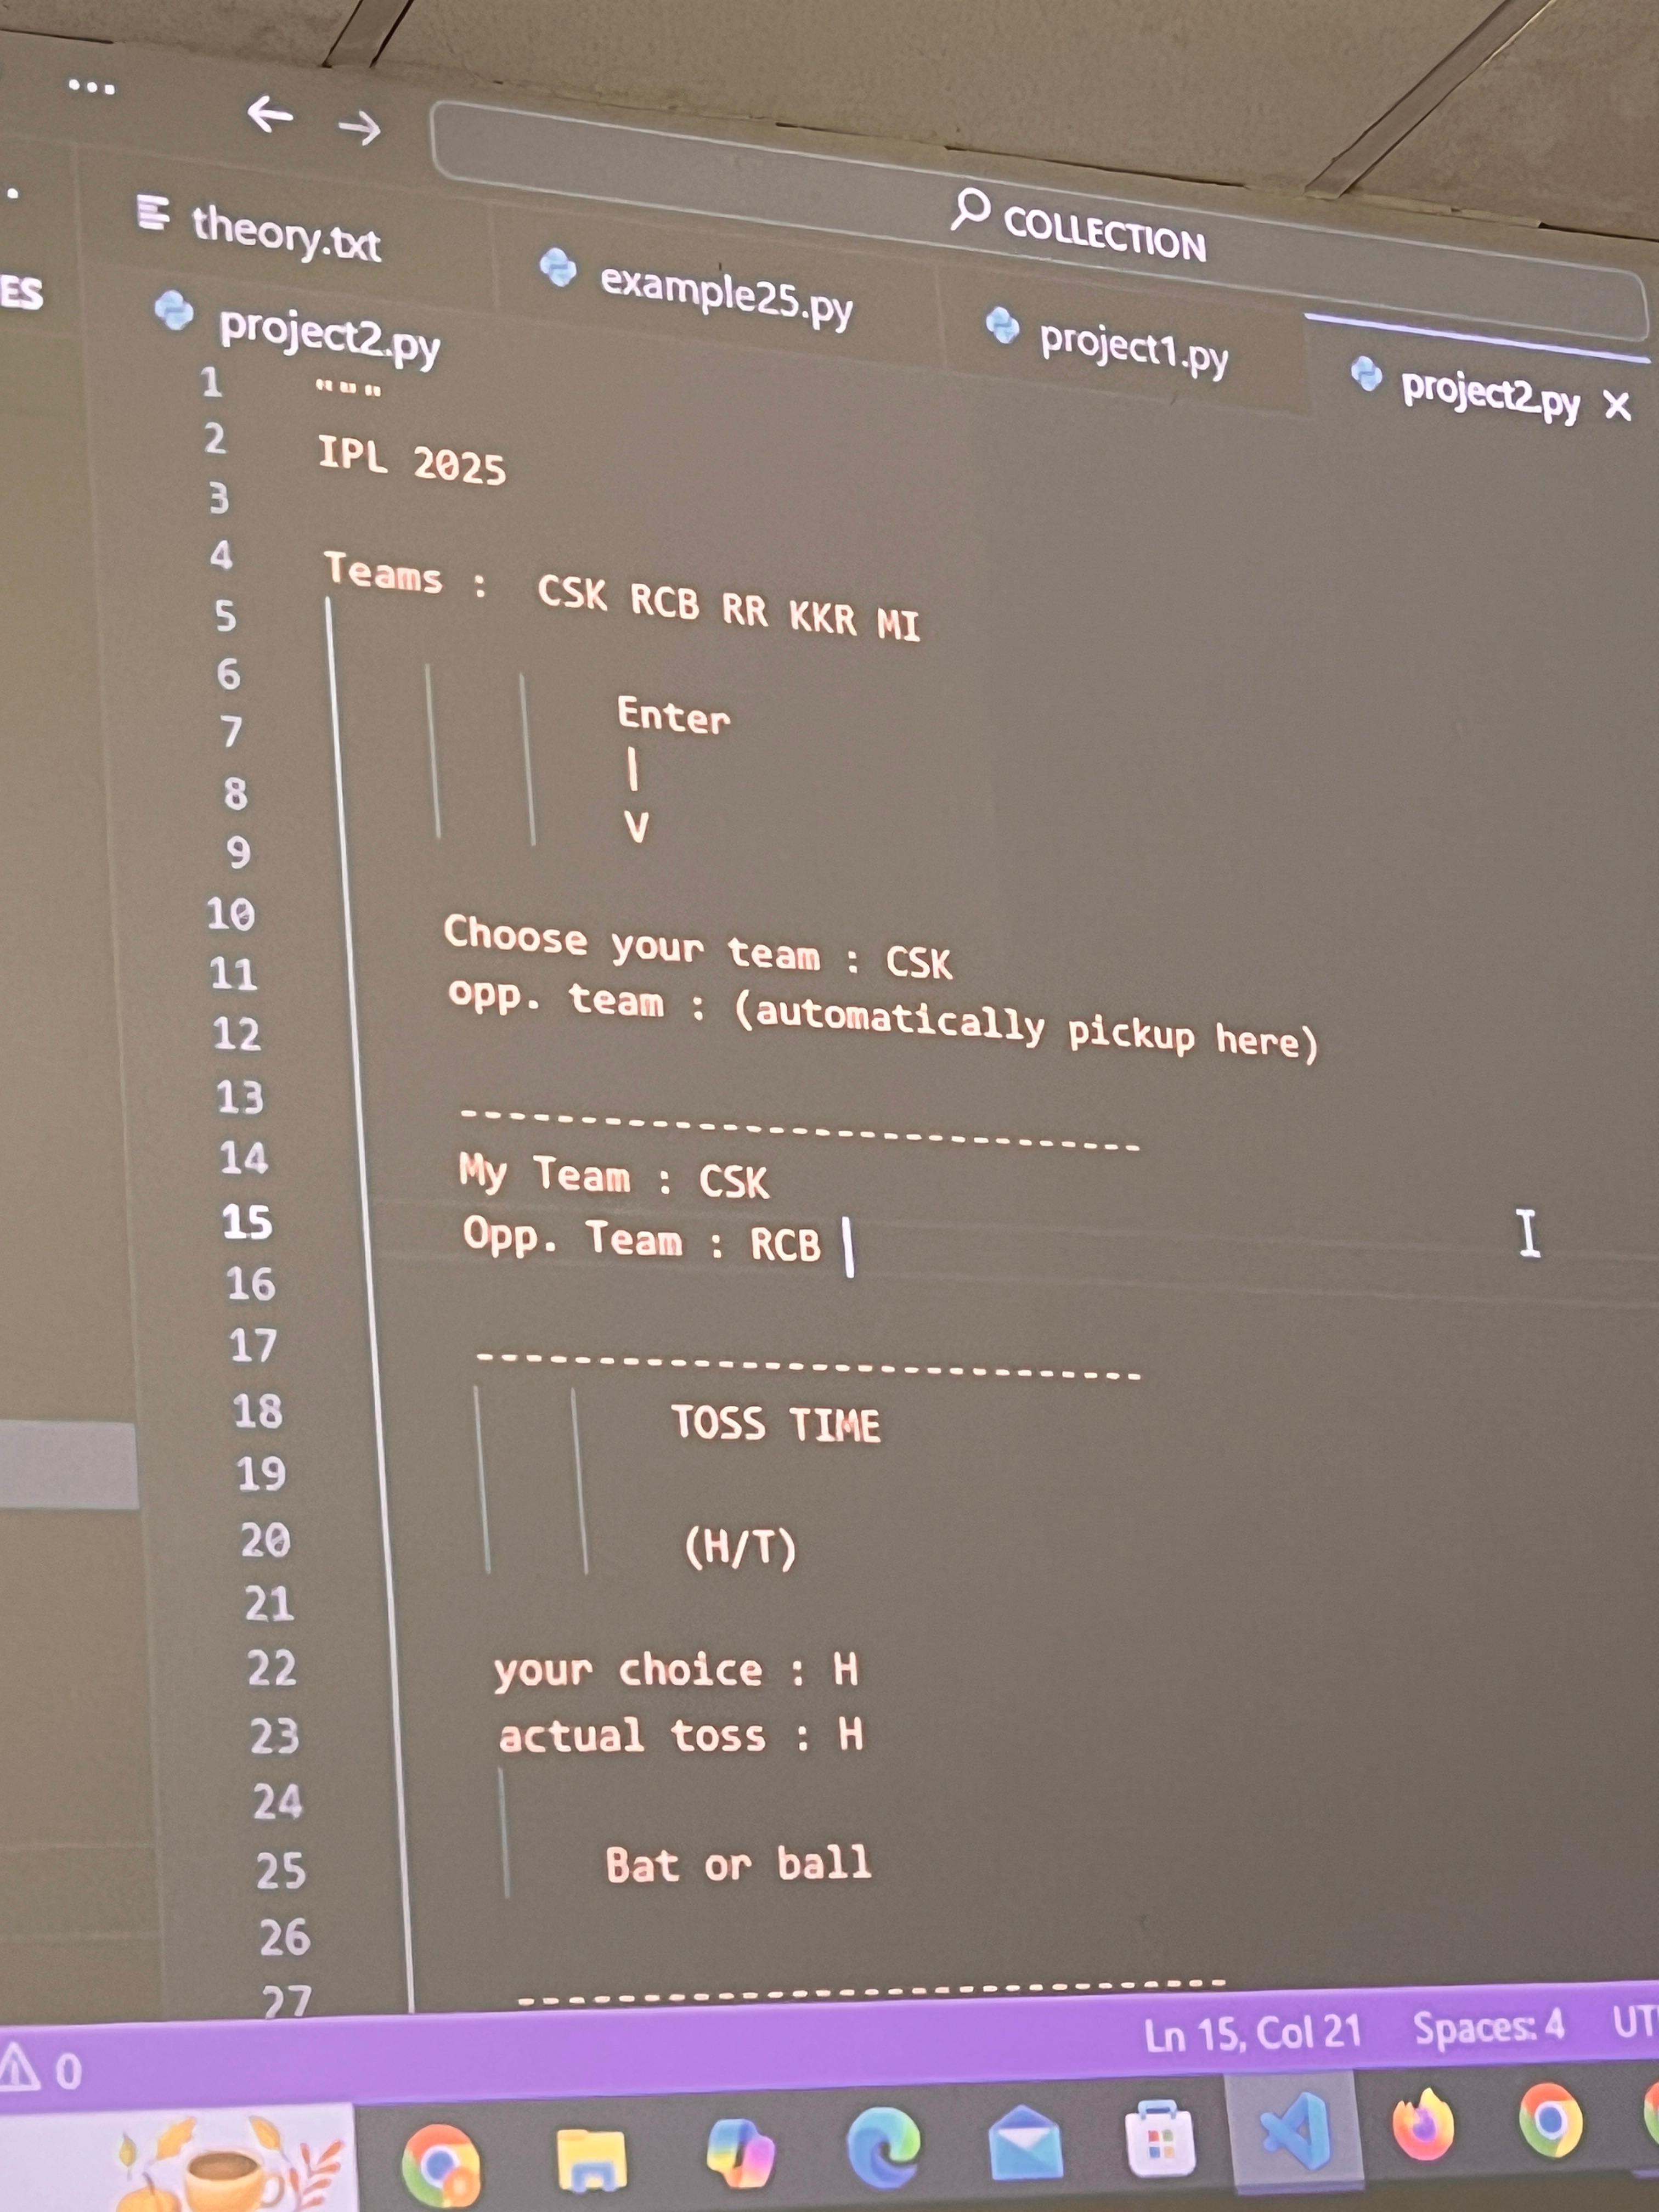 ...
COLLECTION
theory.txt
example25.py
project1.py
project2.py
ES
project2.py
1 """
2 IPL 2025
3
4 Teams : CSK RCB RR KKR MI
5
6 Enter
7 |
8 V
9
10 Choose your team : CSK
11 opp. team : (automatically pickup here)
12
13 ----------------------------
14 My Team : CSK
15 Opp. Team : RCB
16
17 ----------------------------
18 TOSS TIME
19
20 (H/T)
21
22 your choice : H
23 actual toss : H
24
25 Bat or ball
26
27 ----------------------------
0
Ln 15, Col 21
Spaces: 4